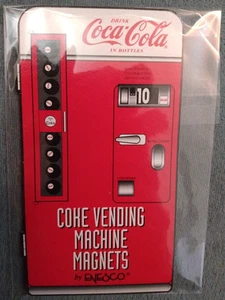 DRINK
Coca-Cola
IN BOTTLES
10
COKE VENDING
MACHINE
MAGNETS
by ENESCO